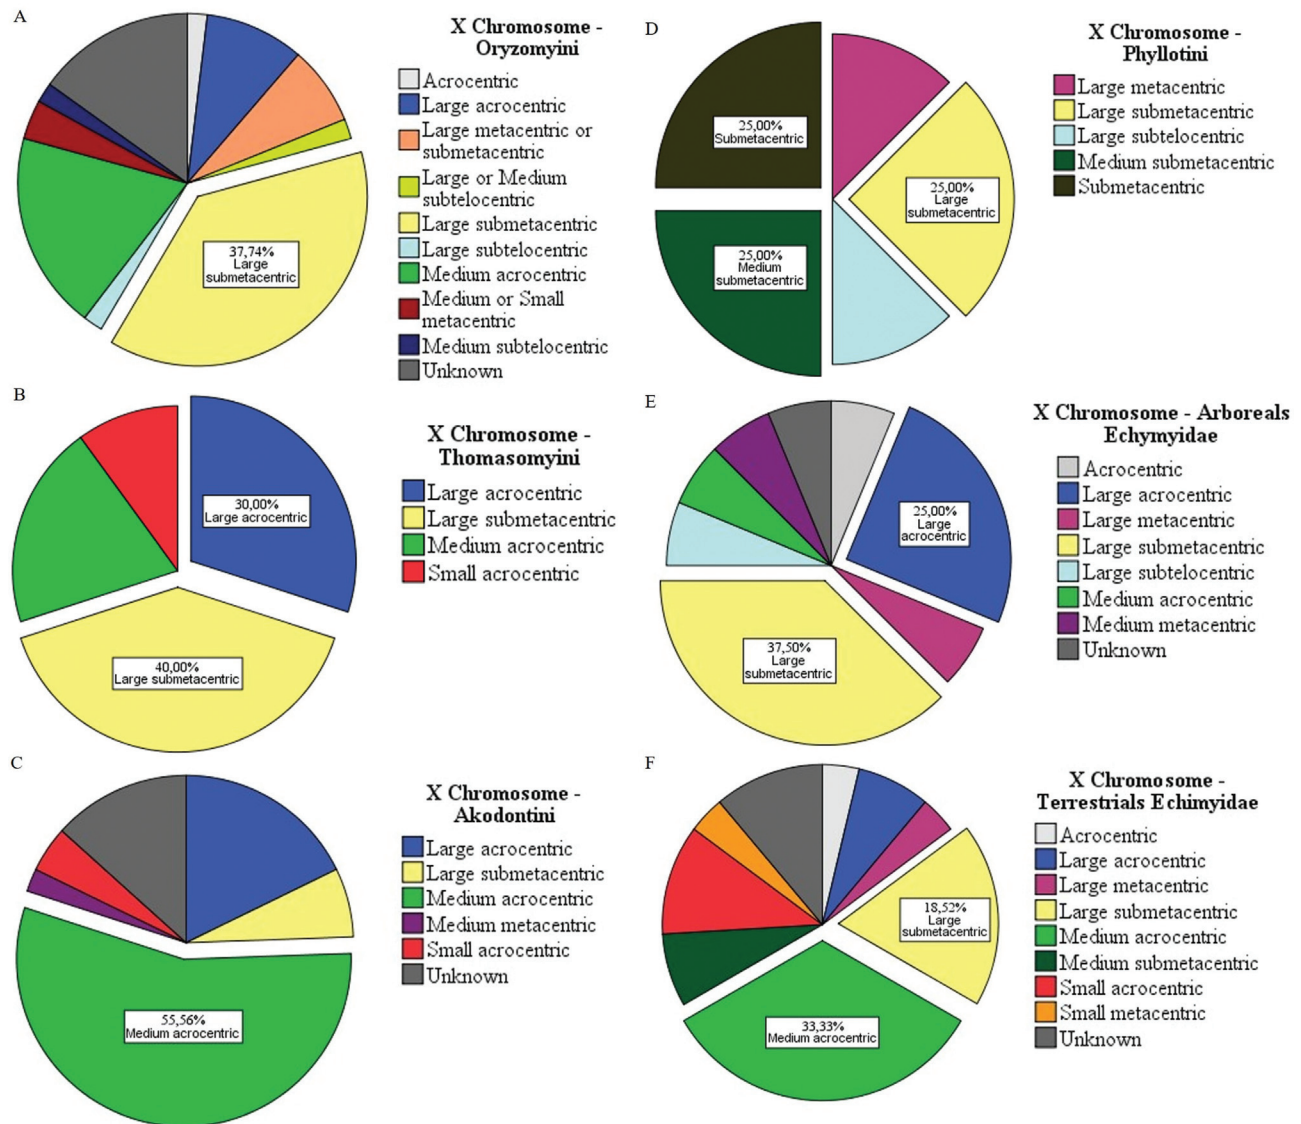 A
X Chromosome -
Oryzomyini
Acrocentric
Large acrocentric
Large metacentric or
submetacentric
Large or Medium
subtelocentric
Large submetacentric
Large subtelocentric
Medium acrocentric
Medium or Small
metacentric
Medium subtelocentric
Unknown
37,74%
Large
submetacentric
B
X Chromosome -
Thomasomyini
Large acrocentric
Large submetacentric
Medium acrocentric
Small acrocentric
30,00%
Large acrocentric
40,00%
Large submetacentric
C
X Chromosome -
Akodontini
Large acrocentric
Large submetacentric
Medium acrocentric
Medium metacentric
Small acrocentric
Unknown
55,56%
Medium acrocentric
D
X Chromosome -
Phyllotini
Large metacentric
Large submetacentric
Large subtelocentric
Medium submetacentric
Submetacentric
25,00%
Submetacentric
25,00%
Large
submetacentric
25,00%
Medium
submetacentric
E
X Chromosome - Arboreals
Echymyidae
Acrocentric
Large acrocentric
Large metacentric
Large submetacentric
Large subtelocentric
Medium acrocentric
Medium metacentric
Unknown
25,00%
Large
acrocentric
37,50%
Large
submetacentric
F
X Chromosome -
Terrestrials Echimyidae
Acrocentric
Large acrocentric
Large metacentric
Large submetacentric
Medium acrocentric
Medium submetacentric
Small acrocentric
Small metacentric
Unknown
18,52%
Large
submetacentric
33,33%
Medium acrocentric